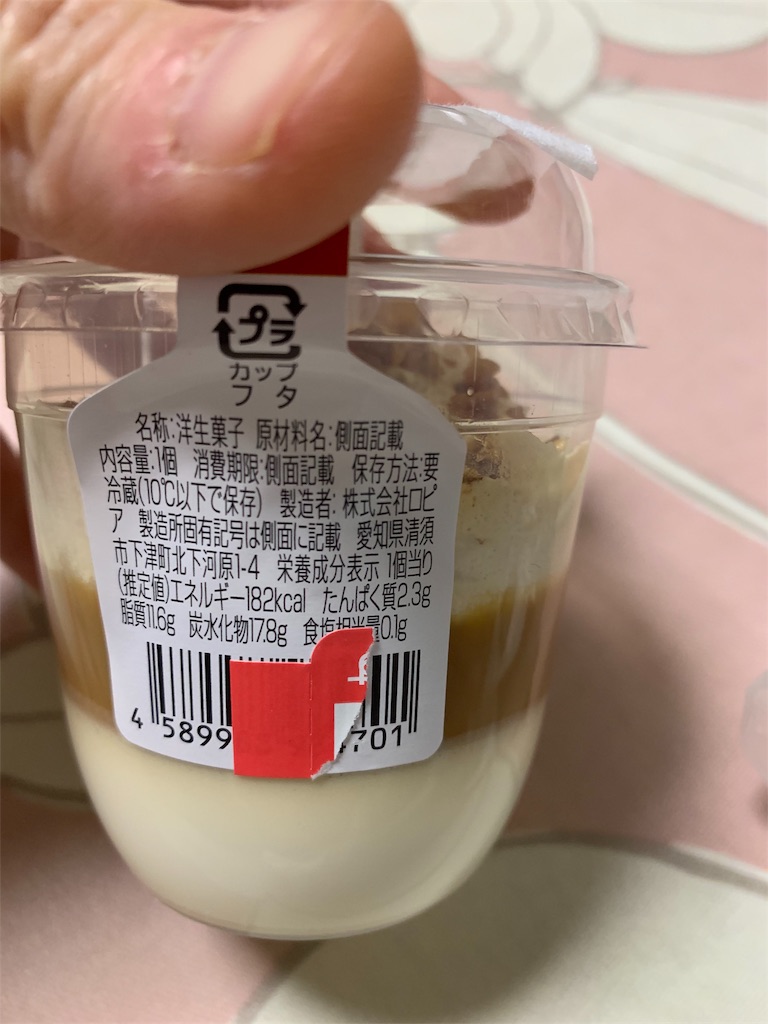 プラ
カップ
フタ
名称:洋生菓子 原材料名:側面記載
内容量:1個 消費期限:側面記載 保存方法:要
冷蔵(10℃以下で保存) 製造者:株式会社ロピ
ア 製造所固有記号は側面に記載 愛知県清須
市下津町北下河原1-4 栄養成分表示 1個当り
(推定値)エネルギー182kcal たんぱく質2.3g
脂質11.6g 炭水化物17.8g 食塩相当量0.1g
4 5899 4701